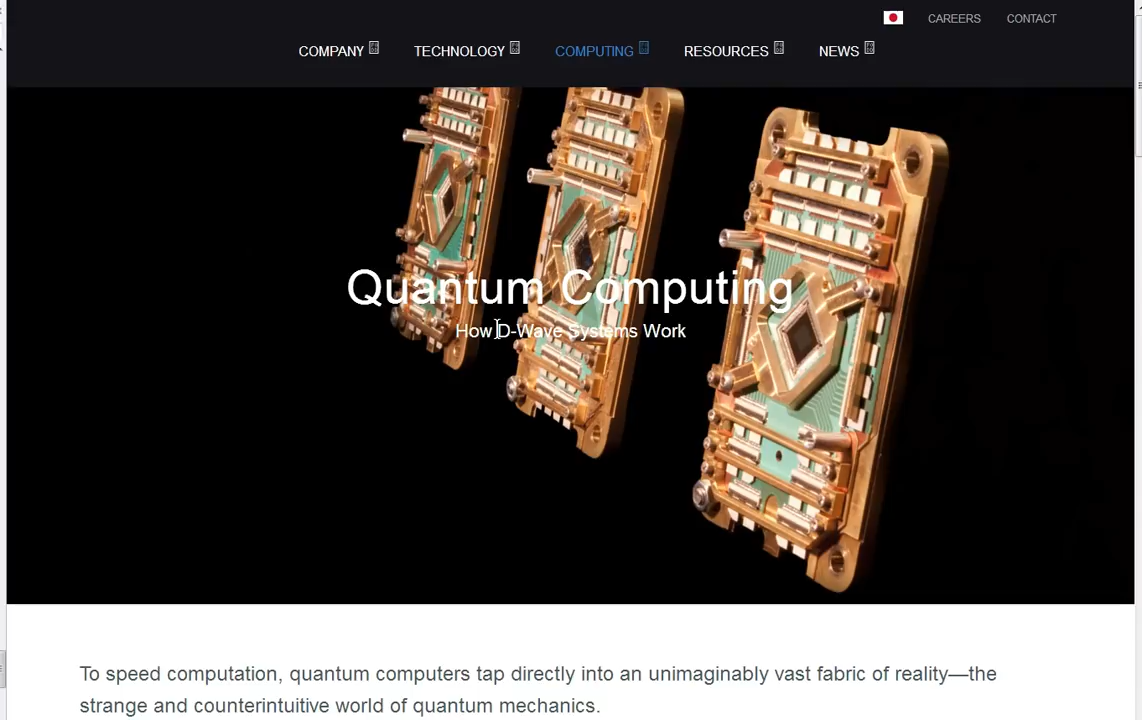 CAREERS CONTACT
COMPANY TECHNOLOGY COMPUTING RESOURCES NEWS
Quantum Computing
How D-Wave Systems Work
To speed computation, quantum computers tap directly into an unimaginably vast fabric of reality—the
strange and counterintuitive world of quantum mechanics.